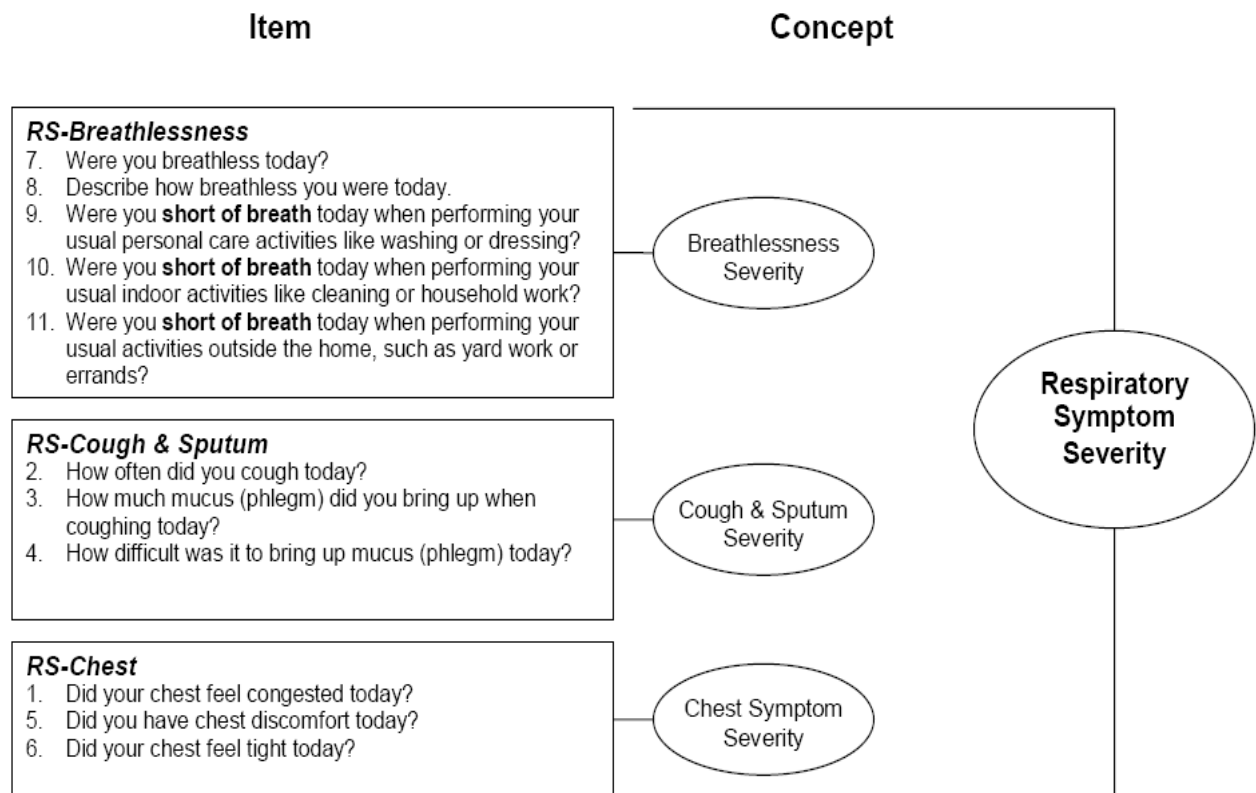 Item
Concept
RS-Breathlessness
7. Were you breathless today?
8. Describe how breathless you were today.
9. Were you short of breath today when performing your
usual personal care activities like washing or dressing?
10. Were you short of breath today when performing your
usual indoor activities like cleaning or household work?
11. Were you short of breath today when performing your
usual activities outside the home, such as yard work or
errands?
Breathlessness
Severity
RS-Cough & Sputum
2. How often did you cough today?
3. How much mucus (phlegm) did you bring up when
coughing today?
4. How difficult was it to bring up mucus (phlegm) today?
Cough & Sputum
Severity
RS-Chest
1. Did your chest feel congested today?
5. Did you have chest discomfort today?
6. Did your chest feel tight today?
Chest Symptom
Severity
Respiratory
Symptom
Severity